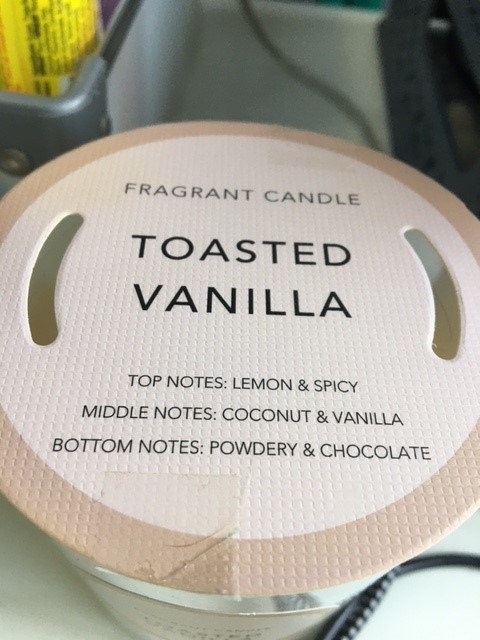 FRAGRANT CANDLE
TOASTED
VANILLA
TOP NOTES: LEMON & SPICY
MIDDLE NOTES: COCONUT & VANILLA
BOTTOM NOTES: POWDERY & CHOCOLATE